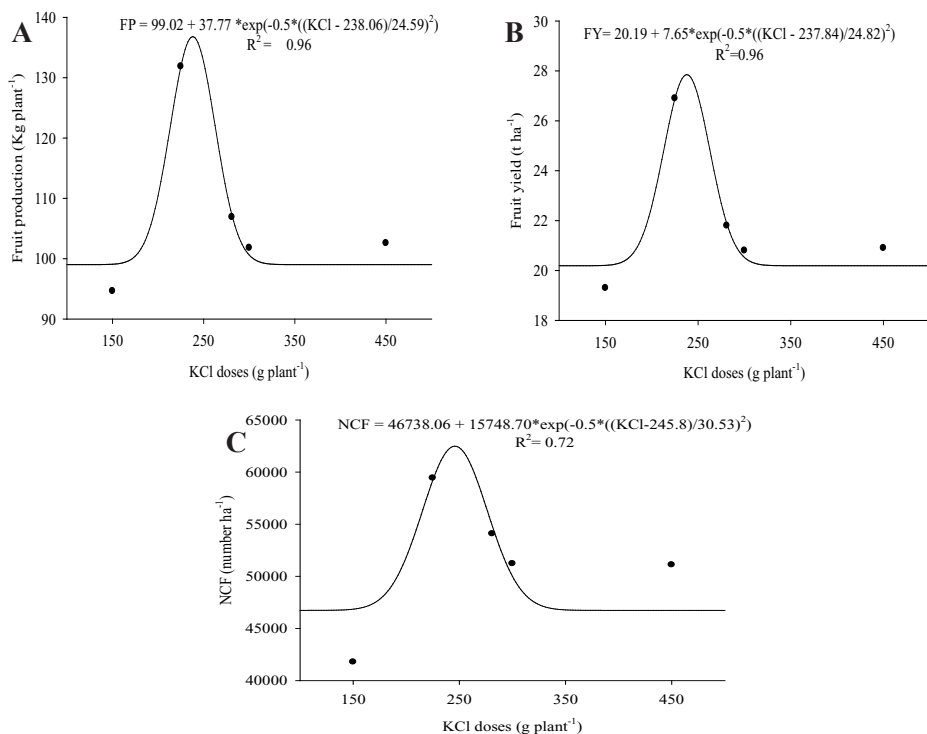 A
FP = 99.02 + 37.77 *exp(-0.5*((KCl - 238.06)/24.59)²)
R² = 0.96
Fruit production (Kg plant⁻¹)
140
130
120
110
100
90
150 250 350 450
KCl doses (g plant⁻¹)
B
FY= 20.19 + 7.65*exp(-0.5*((KCl - 237.84)/24.82)²)
R²=0.96
Fruit yield (t ha⁻¹)
30
28
26
24
22
20
18
150 250 350 450
KCl doses (g plant⁻¹)
C
NCF = 46738.06 + 15748.70*exp(-0.5*((KCl-245.8)/30.53)²)
R²= 0.72
NCF (number ha⁻¹)
65000
60000
55000
50000
45000
40000
150 250 350 450
KCl doses (g plant⁻¹)